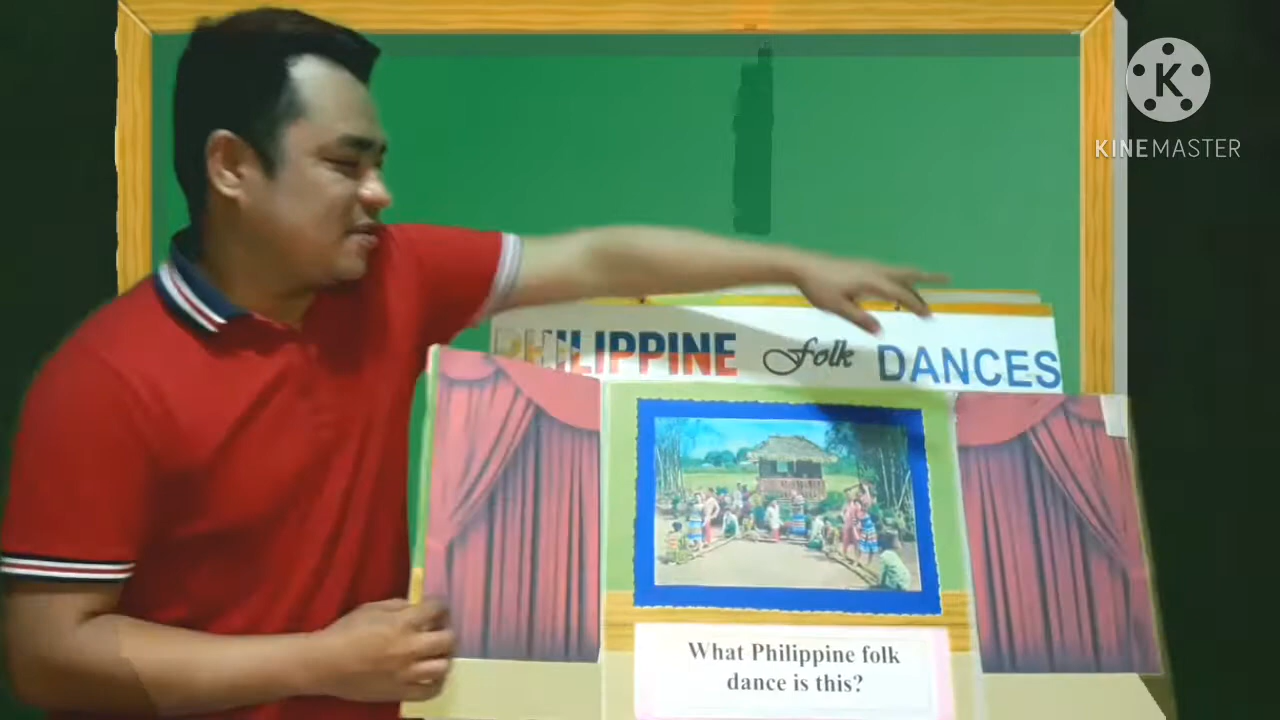 K
KINEMASTER
PHILIPPINE folk DANCES
What Philippine folk
dance is this?